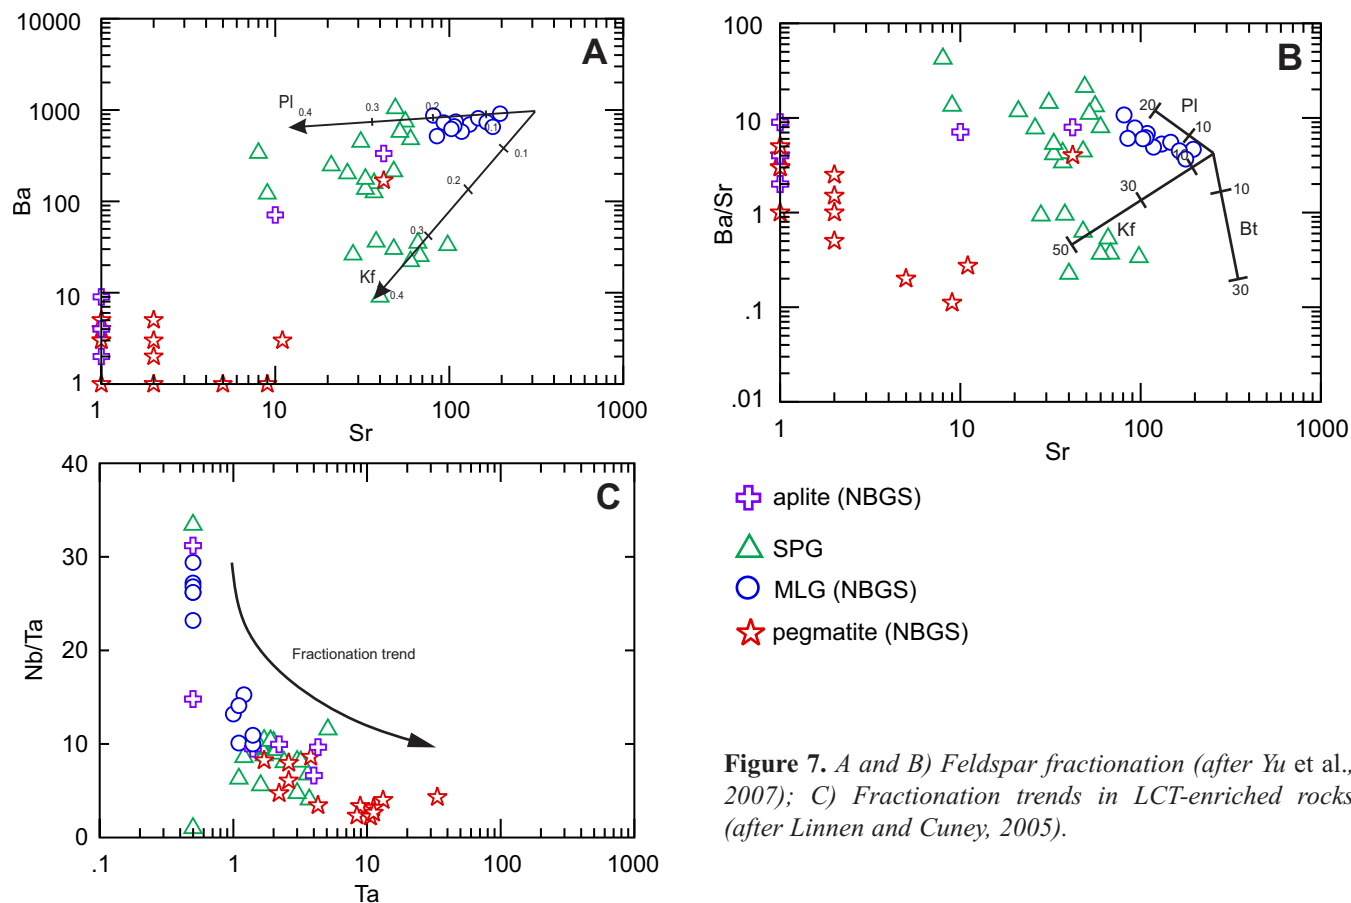 A
10000
1000
100
10
1
Ba
Pl
0.4
0.3
0.2
0.1
0.1
0.2
0.3
Kf
0.4
1
10
100
1000
Sr
B
100
10
1
.1
.01
Ba/Sr
20
Pl
10
10
30
Kf
50
10
Bt
30
1
10
100
1000
Sr
C
40
30
20
10
0
Nb/Ta
Fractionation trend
.1
1
10
100
1000
Ta
aplite (NBGS)
SPG
MLG (NBGS)
pegmatite (NBGS)
Figure 7. A and B) Feldspar fractionation (after Yu et al.,
2007); C) Fractionation trends in LCT-enriched rocks
(after Linnen and Cuney, 2005).